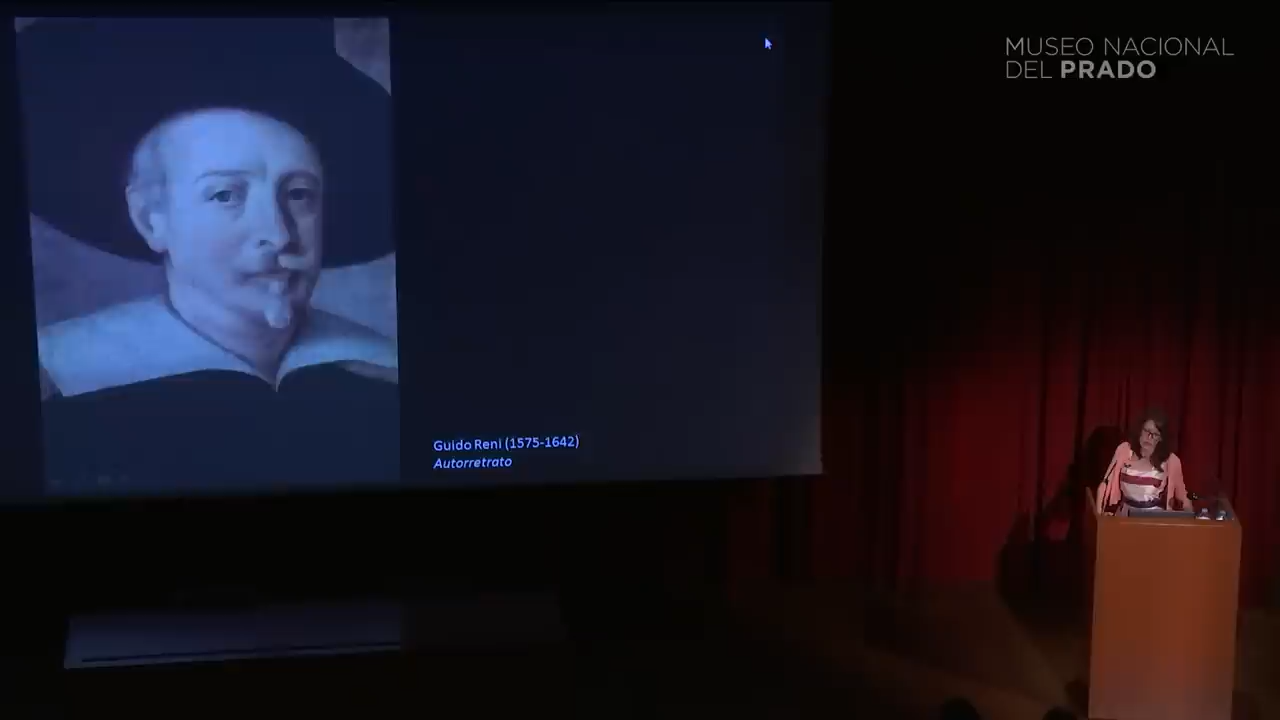 MUSEO NACIONAL
DEL PRADO
Guido Reni (1575-1642)
Autorretrato